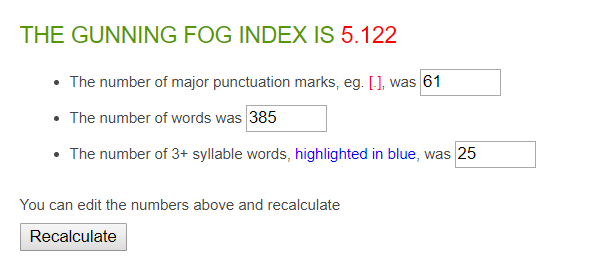 THE GUNNING FOG INDEX IS 5.122
The number of major punctuation marks, eg. [.], was 61
The number of words was 385
The number of 3+ syllable words, highlighted in blue, was 25
You can edit the numbers above and recalculate
Recalculate